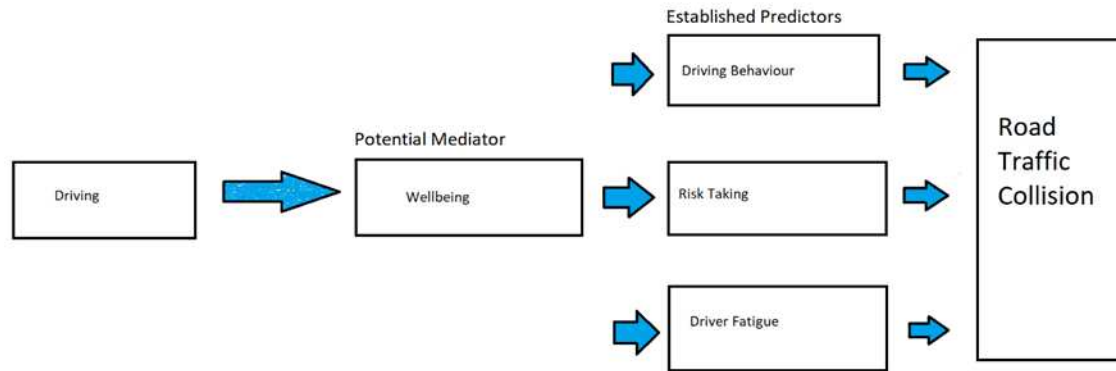 Established Predictors
Driving Behaviour
Potential Mediator
Driving
Wellbeing
Risk Taking
Driver Fatigue
Road
Traffic
Collision